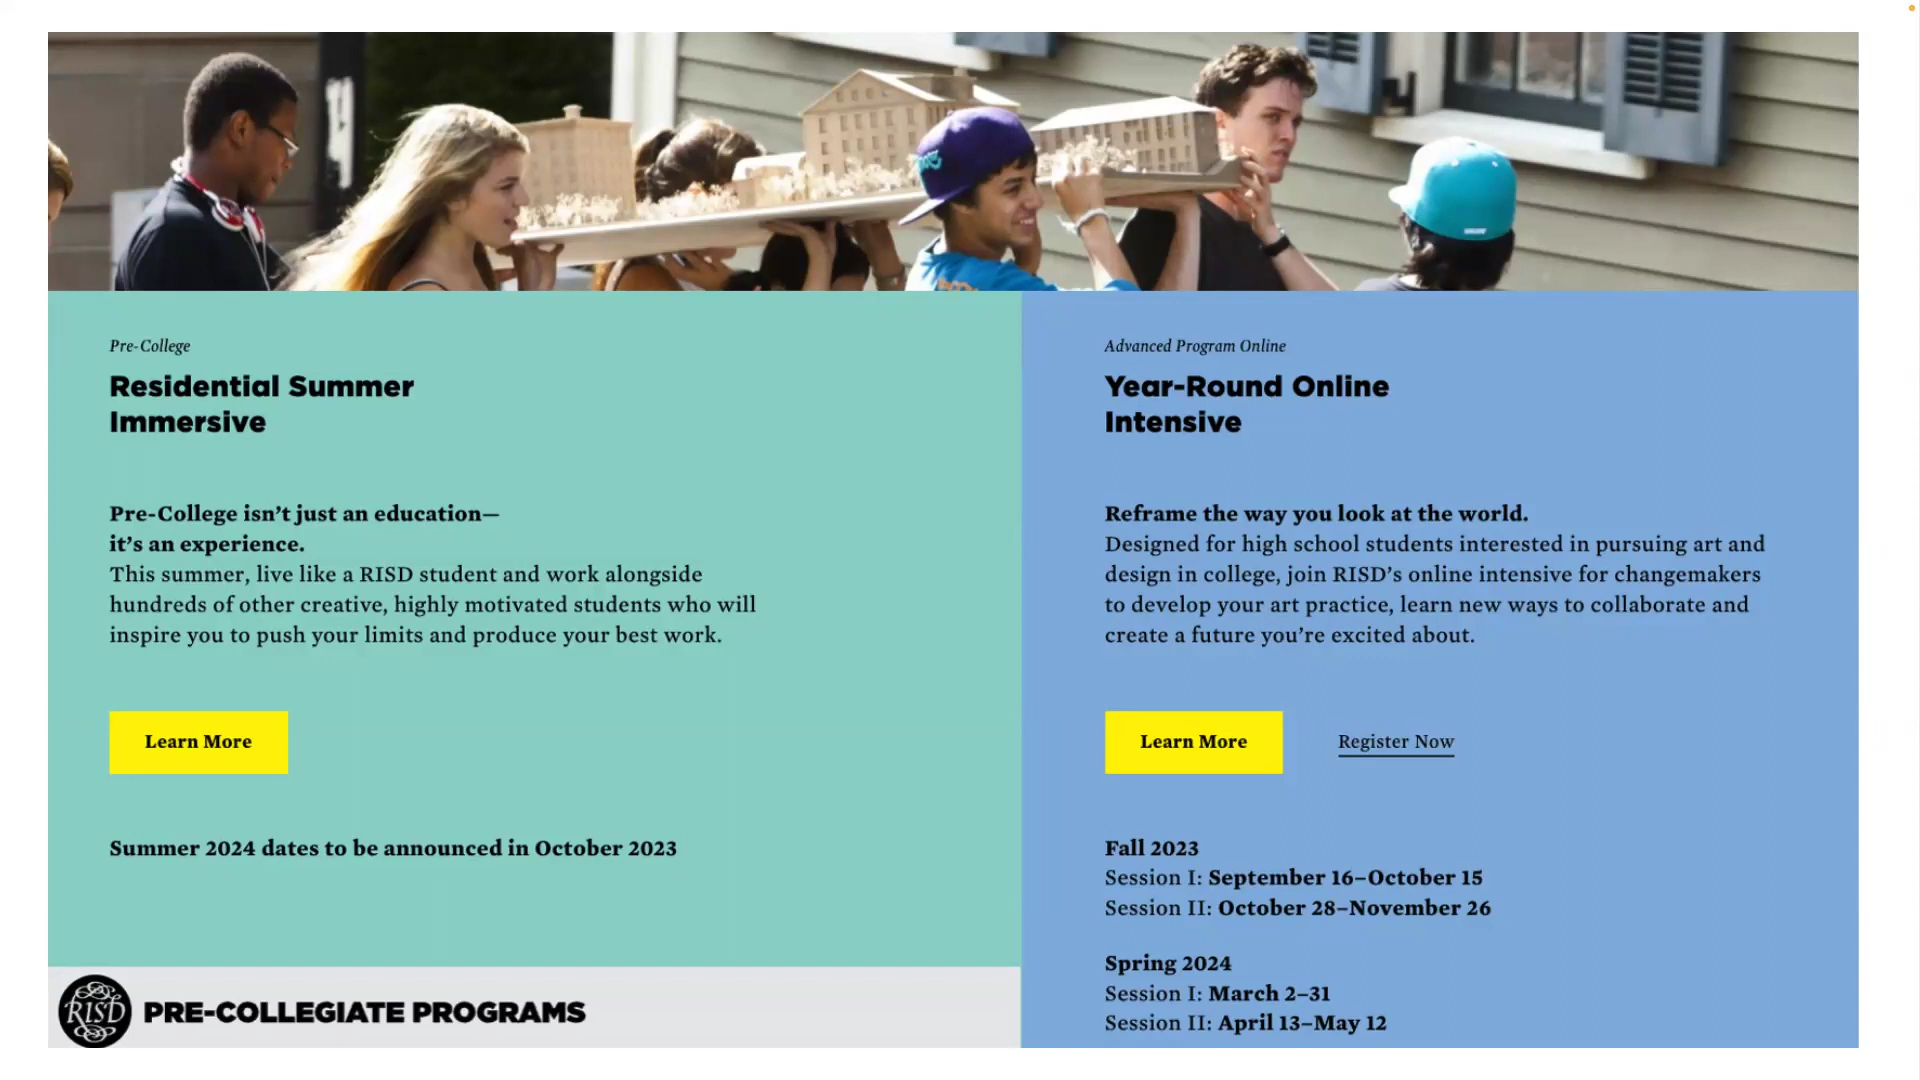 Pre-College
Residential Summer
Immersive
Pre-College isn’t just an education—
it’s an experience.
This summer, live like a RISD student and work alongside
hundreds of other creative, highly motivated students who will
inspire you to push your limits and produce your best work.
Learn More
Summer 2024 dates to be announced in October 2023
RISD
PRE-COLLEGIATE PROGRAMS
Advanced Program Online
Year-Round Online
Intensive
Reframe the way you look at the world.
Designed for high school students interested in pursuing art and
design in college, join RISD’s online intensive for changemakers
to develop your art practice, learn new ways to collaborate and
create a future you’re excited about.
Learn More
Register Now
Fall 2023
Session I: September 16–October 15
Session II: October 28–November 26
Spring 2024
Session I: March 2–31
Session II: April 13–May 12